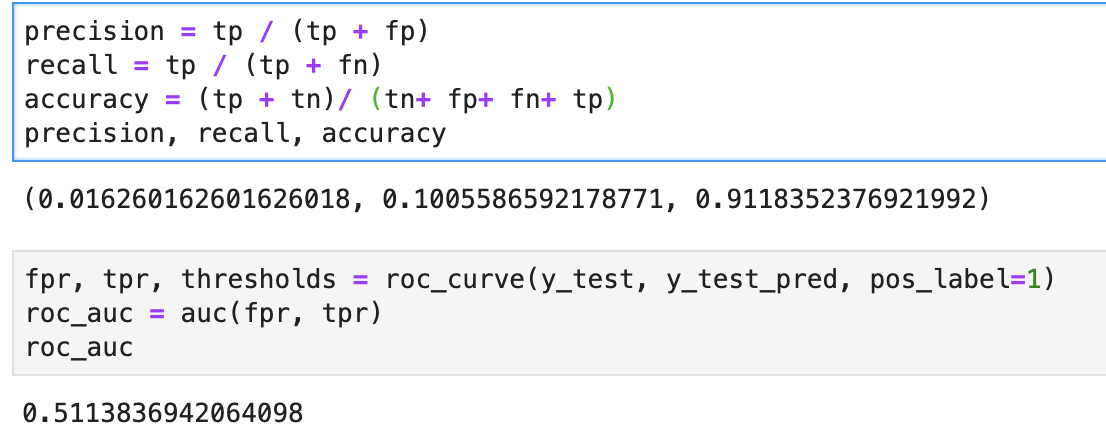 precision = tp / (tp + fp)
recall = tp / (tp + fn)
accuracy = (tp + tn)/ (tn+ fp+ fn+ tp)
precision, recall, accuracy
(0.016260162601626018, 0.1005586592178771, 0.9118352376921992)
fpr, tpr, thresholds = roc_curve(y_test, y_test_pred, pos_label=1)
roc_auc = auc(fpr, tpr)
roc_auc
0.5113836942064098